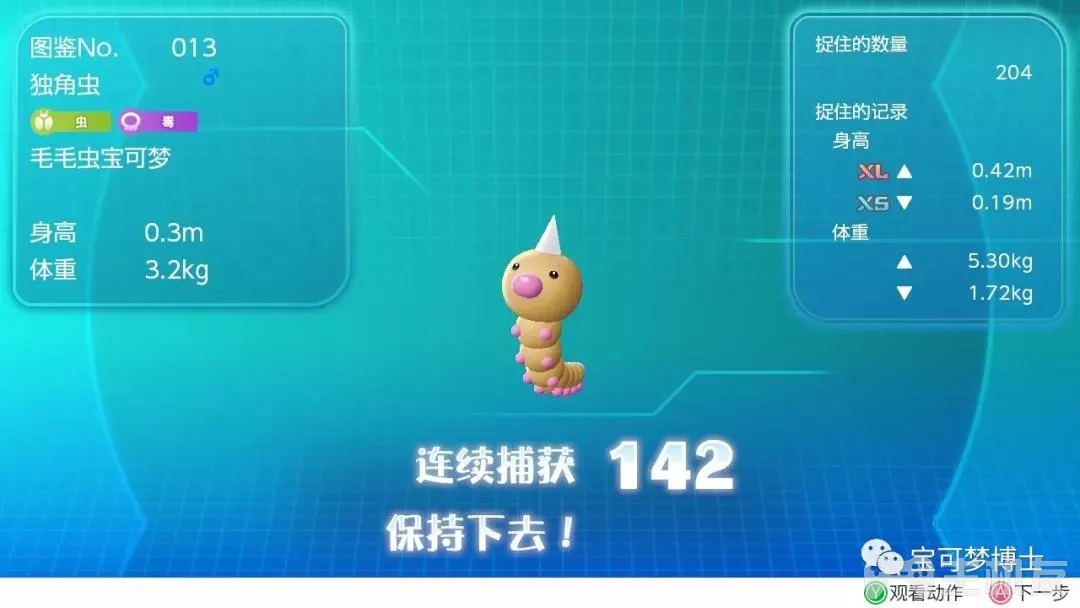 图鉴No. 013
独角虫 ♂
虫 毒
毛毛虫宝可梦
身高 0.3m
体重 3.2kg
捉住的数量
204
捉住的记录
身高
XL ▲ 0.42m
XS ▼ 0.19m
体重
▲ 5.30kg
▼ 1.72kg
连续捕获 142
保持下去！
宝可梦博士
Y 观看动作 A 下一步